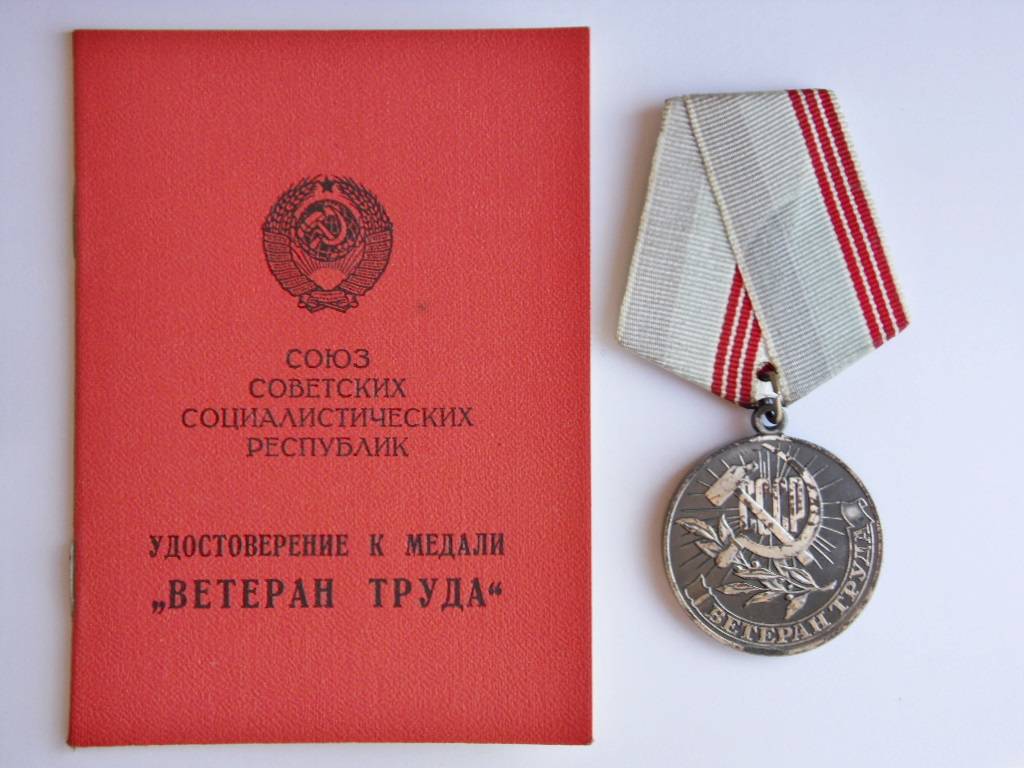 СОЮЗ
СОВЕТСКИХ
СОЦИАЛИСТИЧЕСКИХ
РЕСПУБЛИК
УДОСТОВЕРЕНИЕ К МЕДАЛИ
„ВЕТЕРАН ТРУДА“
СССР
ВЕТЕРАН ТРУДА